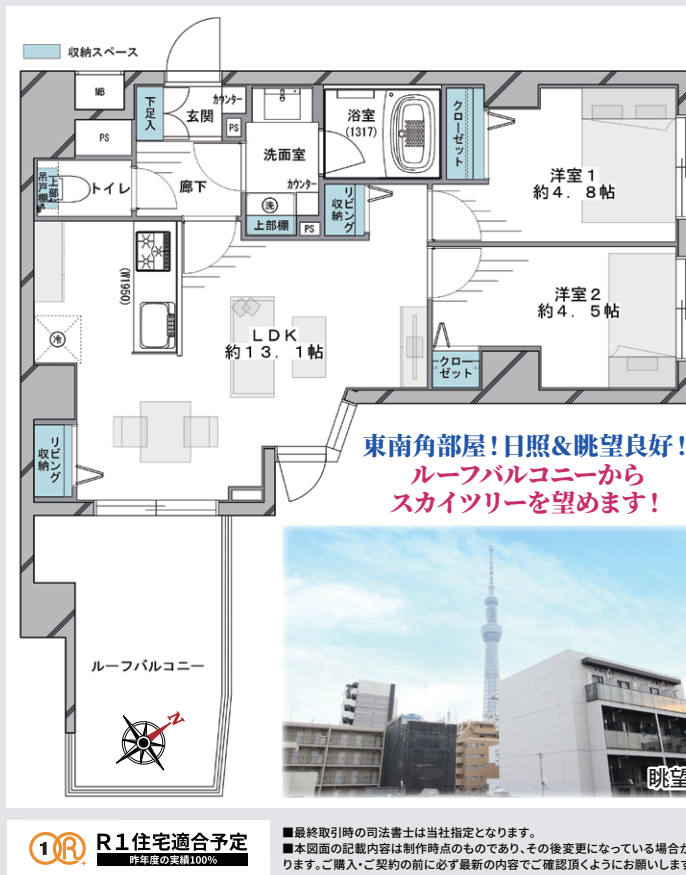 収納スペース
MB
PS
下足入
玄関
カウンター
PS
洗面室
カウンター
洗
上部棚
PS
浴室
(1317)
クローゼット
洋室1
約4.8帖
上部
吊戸棚
トイレ
廊下
リビング
収納
(W1950)
冷
LDK
約13.1帖
洋室2
約4.5帖
クロー
ゼット
リビング
収納
東南角部屋!日照&眺望良好!
ルーフバルコニーから
スカイツリーを望めます!
ルーフバルコニー
N
眺望
1R
R1住宅適合予定
昨年度の実績100%
■最終取引時の司法書士は当社指定となります。
■本図面の記載内容は制作時点のものであり、その後変更になっている場合が
ります。ご購入・ご契約の前に必ず最新の内容でご確認頂くようにお願いします